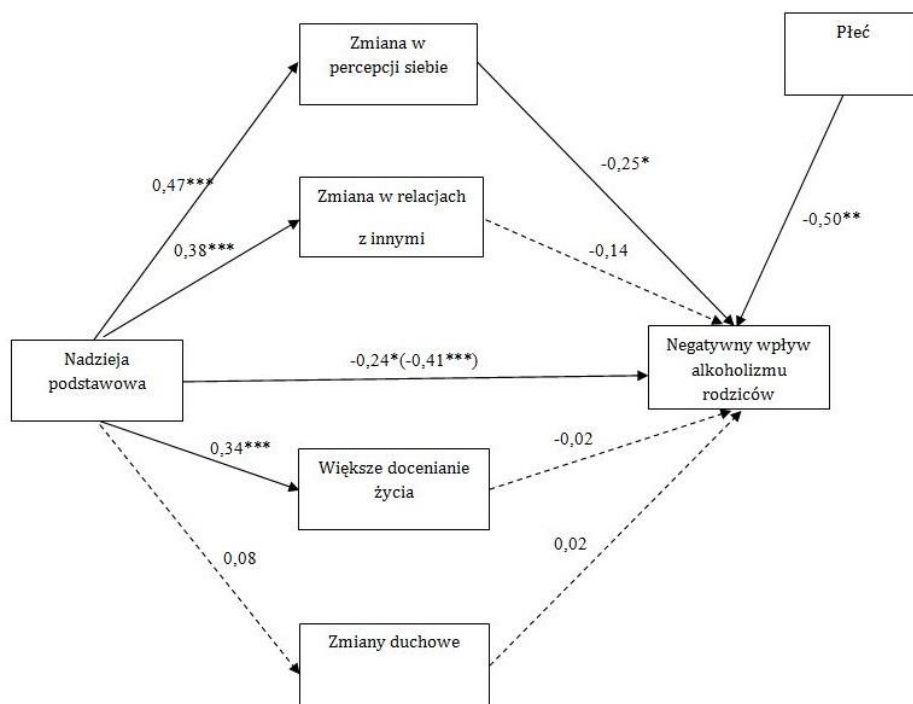 Zmiana w
percepcji siebie
Płeć
-0,25*
0,47***
Zmiana w relacjach
z innymi
-0,50**
0,38***
-0,14
Nadzieja
podstawowa
-0,24*(-0,41***)
Negatywny wpływ
alkoholizmu
rodziców
0,34***
-0,02
Większe docenianie
życia
0,08
0,02
Zmiany duchowe